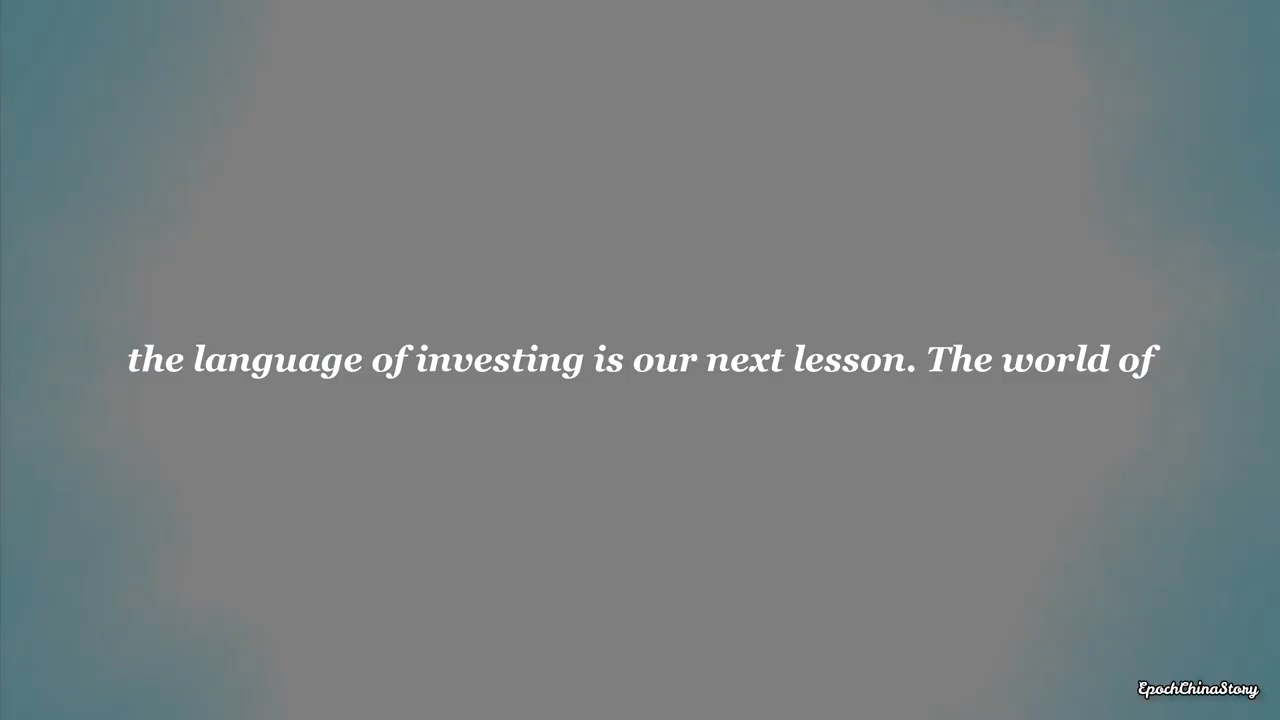 the language of investing is our next lesson. The world of
EpochChinaStory